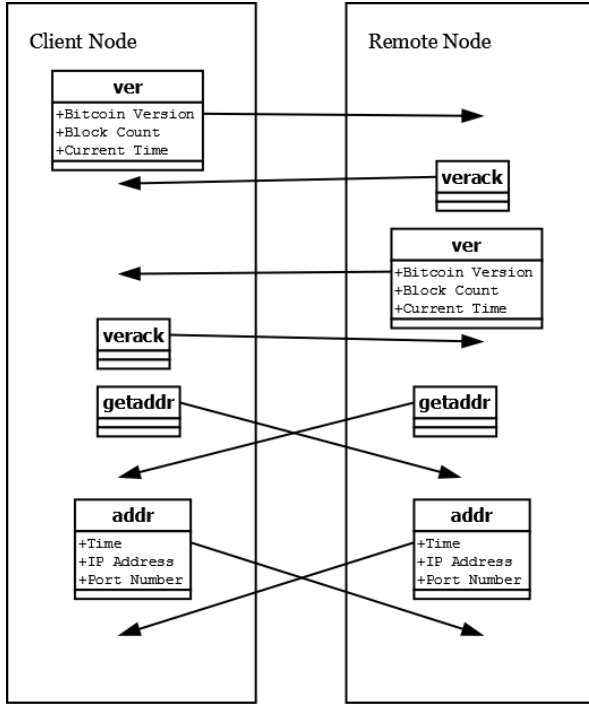 Client Node
Remote Node
ver
+Bitcoin Version
+Block Count
+Current Time
verack
ver
+Bitcoin Version
+Block Count
+Current Time
verack
getaddr
getaddr
addr
+Time
+IP Address
+Port Number
addr
+Time
+IP Address
+Port Number